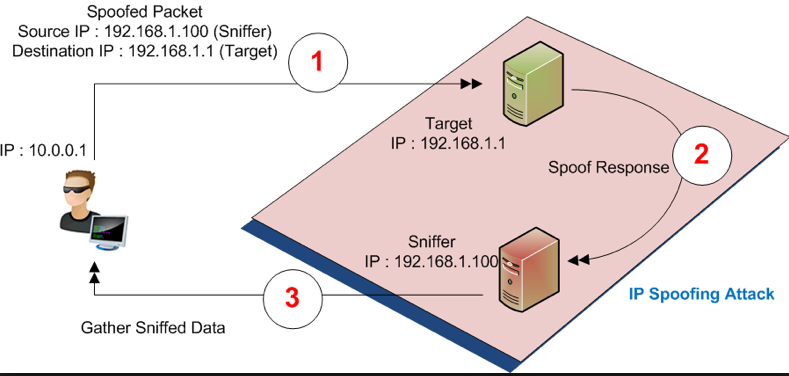 Spoofed Packet
Source IP : 192.168.1.100 (Sniffer)
Destination IP : 192.168.1.1 (Target)
1
IP : 10.0.0.1
Target
IP : 192.168.1.1
2
Spoof Response
Sniffer
IP : 192.168.1.100
3
IP Spoofing Attack
Gather Sniffed Data